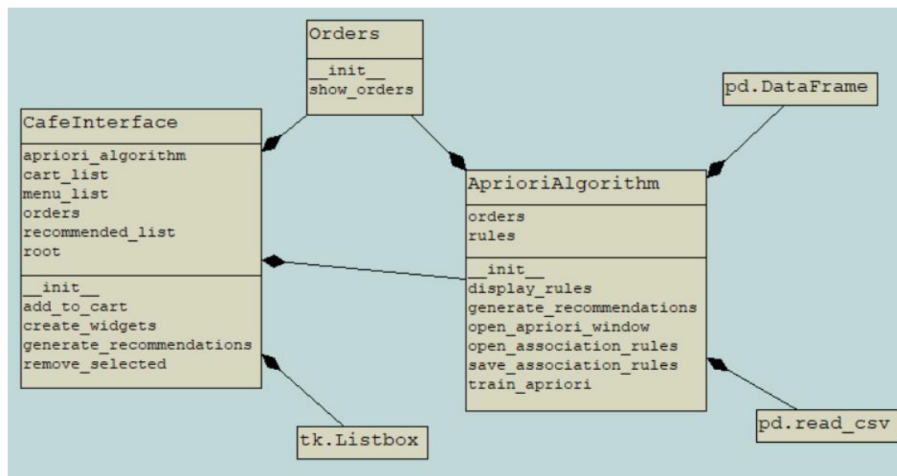 Orders
__init__
show_orders
pd.DataFrame
CafeInterface
apriori_algorithm
cart_list
menu_list
orders
recommended_list
root
__init__
add_to_cart
create_widgets
generate_recommendations
remove_selected
AprioriAlgorithm
orders
rules
__init__
display_rules
generate_recommendations
open_apriori_window
open_association_rules
save_association_rules
train_apriori
tk.Listbox
pd.read_csv